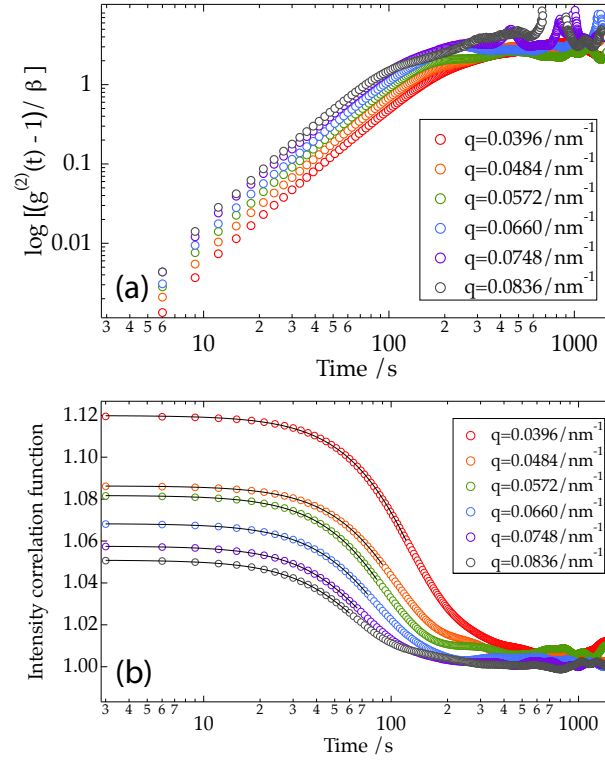 (a)
log [(g(2)(t) - 1)/ β ]
1
0.1
0.01
q=0.0396/nm-1
q=0.0484/nm-1
q=0.0572/nm-1
q=0.0660/nm-1
q=0.0748/nm-1
q=0.0836/nm-1
3 4 5 6 10 2 3 4 5 6 100 2 3 4 5 6 1000
Time /s
(b)
Intensity correlation function
1.12
1.10
1.08
1.06
1.04
1.02
1.00
q=0.0396/nm-1
q=0.0484/nm-1
q=0.0572/nm-1
q=0.0660/nm-1
q=0.0748/nm-1
q=0.0836/nm-1
3 4 5 6 7 10 2 3 4 5 6 7 100 2 3 4 5 6 7 1000
Time /s